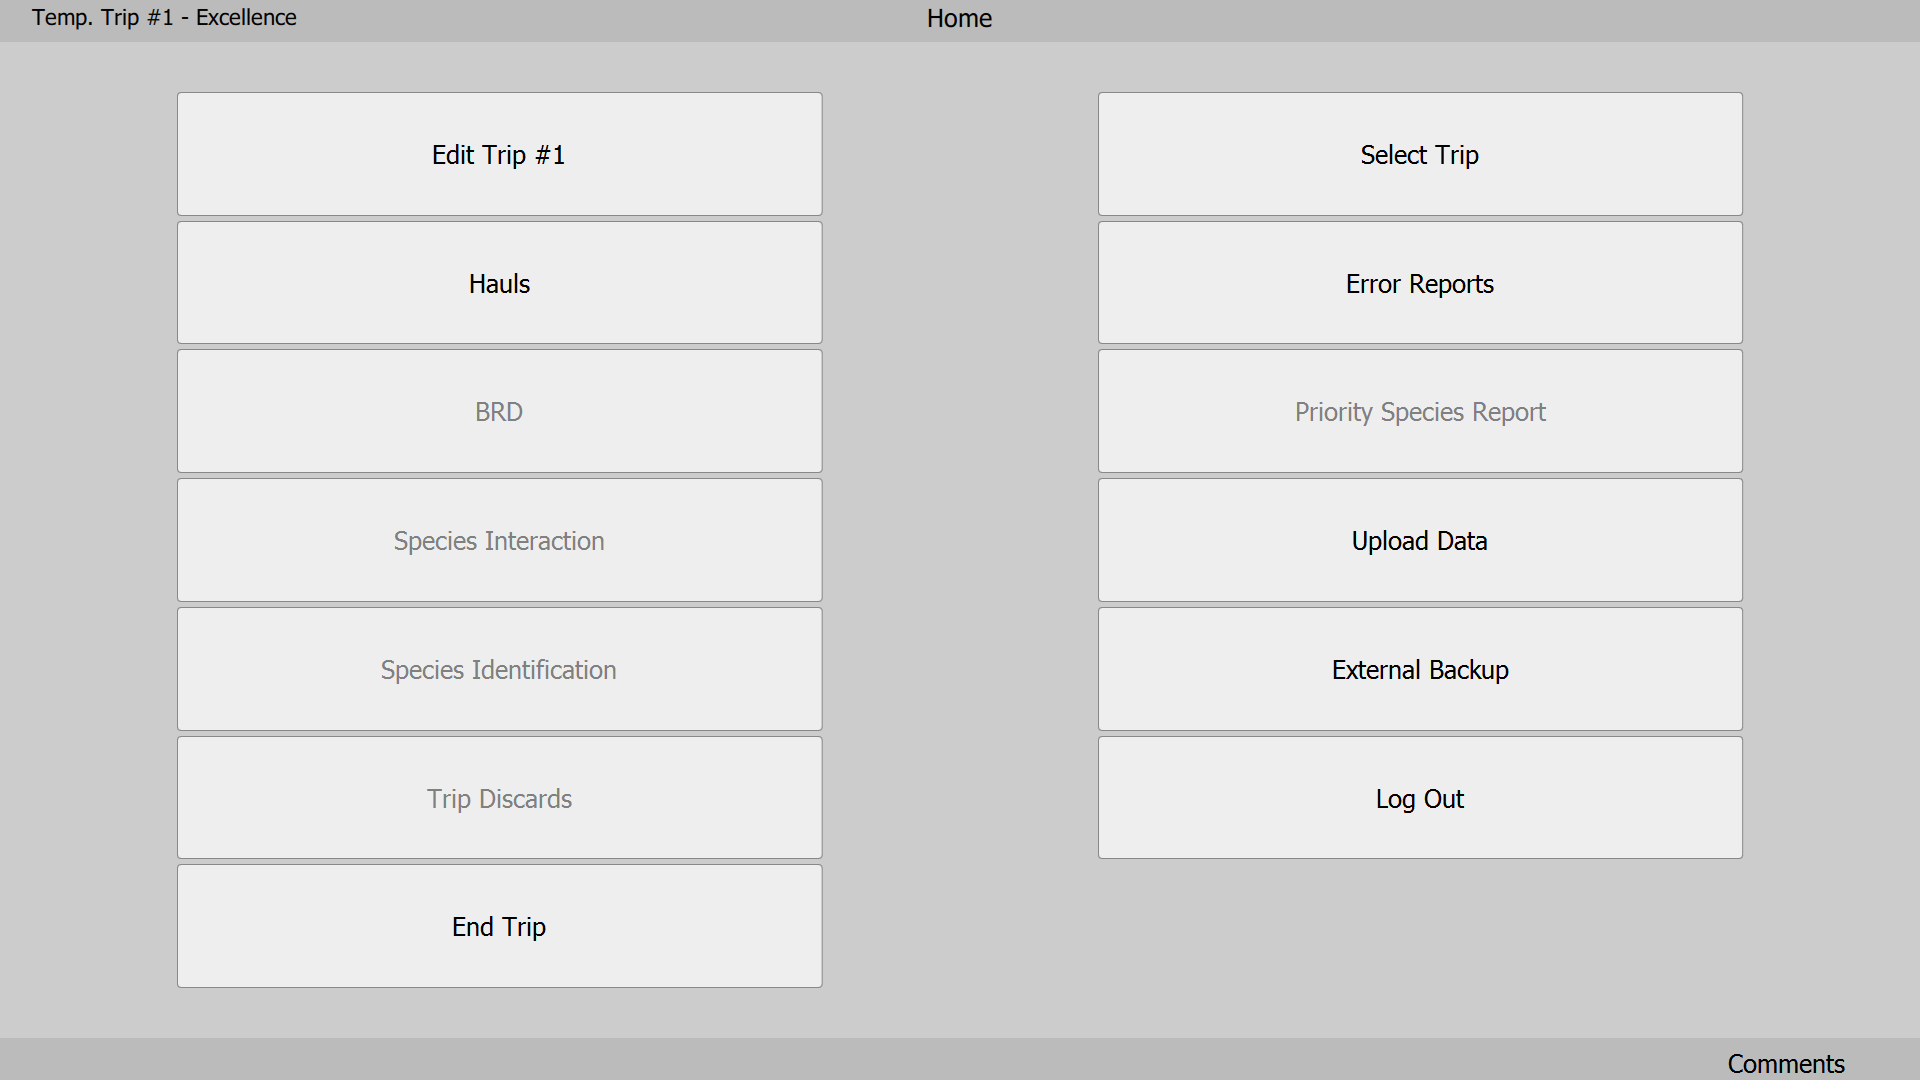 Temp. Trip #1 - Excellence
Home
Edit Trip #1
Hauls
BRD
Species Interaction
Species Identification
Trip Discards
End Trip
Select Trip
Error Reports
Priority Species Report
Upload Data
External Backup
Log Out
Comments